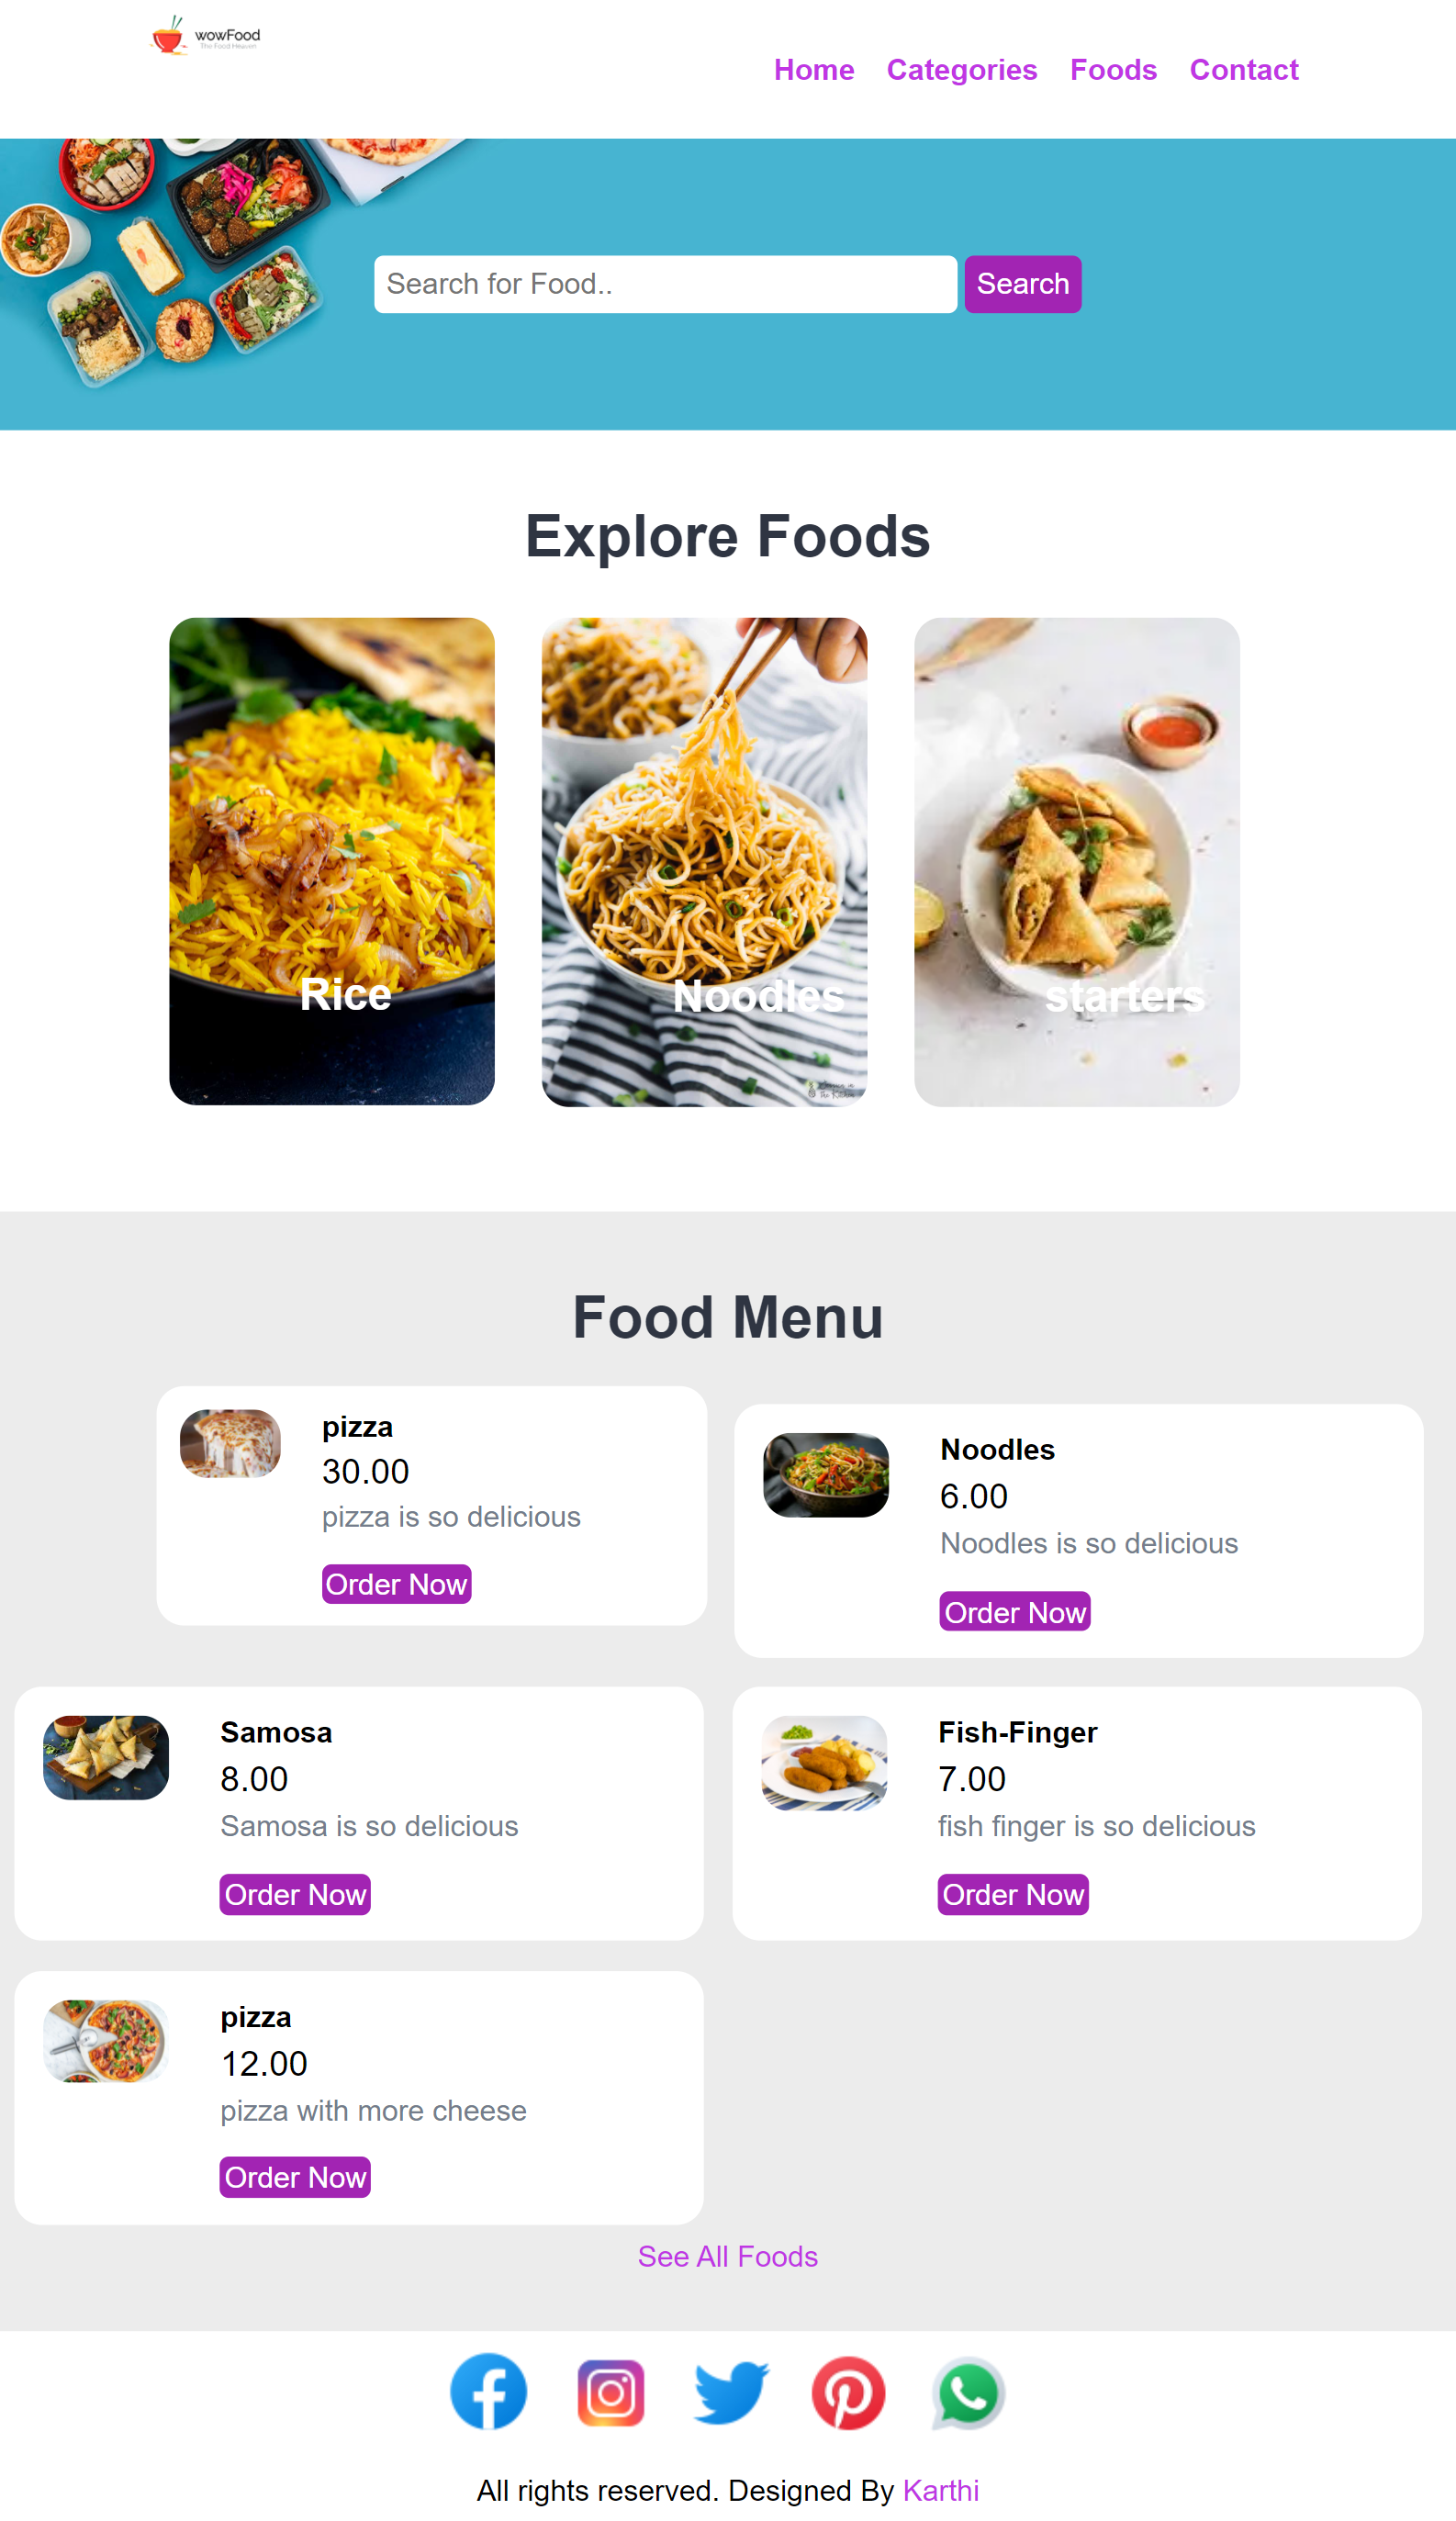 wowFood
The Food Heaven
Home Categories Foods Contact
Search for Food.. Search
Explore Foods
Rice
Noodles
starters
Food Menu
pizza
30.00
pizza is so delicious
Order Now
Noodles
6.00
Noodles is so delicious
Order Now
Samosa
8.00
Samosa is so delicious
Order Now
Fish-Finger
7.00
fish finger is so delicious
Order Now
pizza
12.00
pizza with more cheese
Order Now
See All Foods
All rights reserved. Designed By Karthi